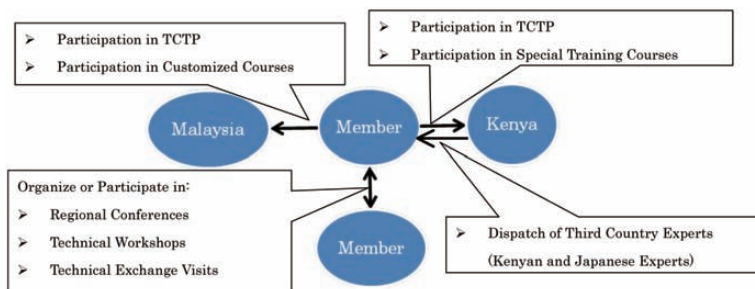 ➢ Participation in TCTP
➢ Participation in Customized Courses
➢ Participation in TCTP
➢ Participation in Special Training Courses
Malaysia
Member
Kenya
Organize or Participate in:
➢ Regional Conferences
➢ Technical Workshops
➢ Technical Exchange Visits
Member
➢ Dispatch of Third Country Experts
(Kenyan and Japanese Experts)